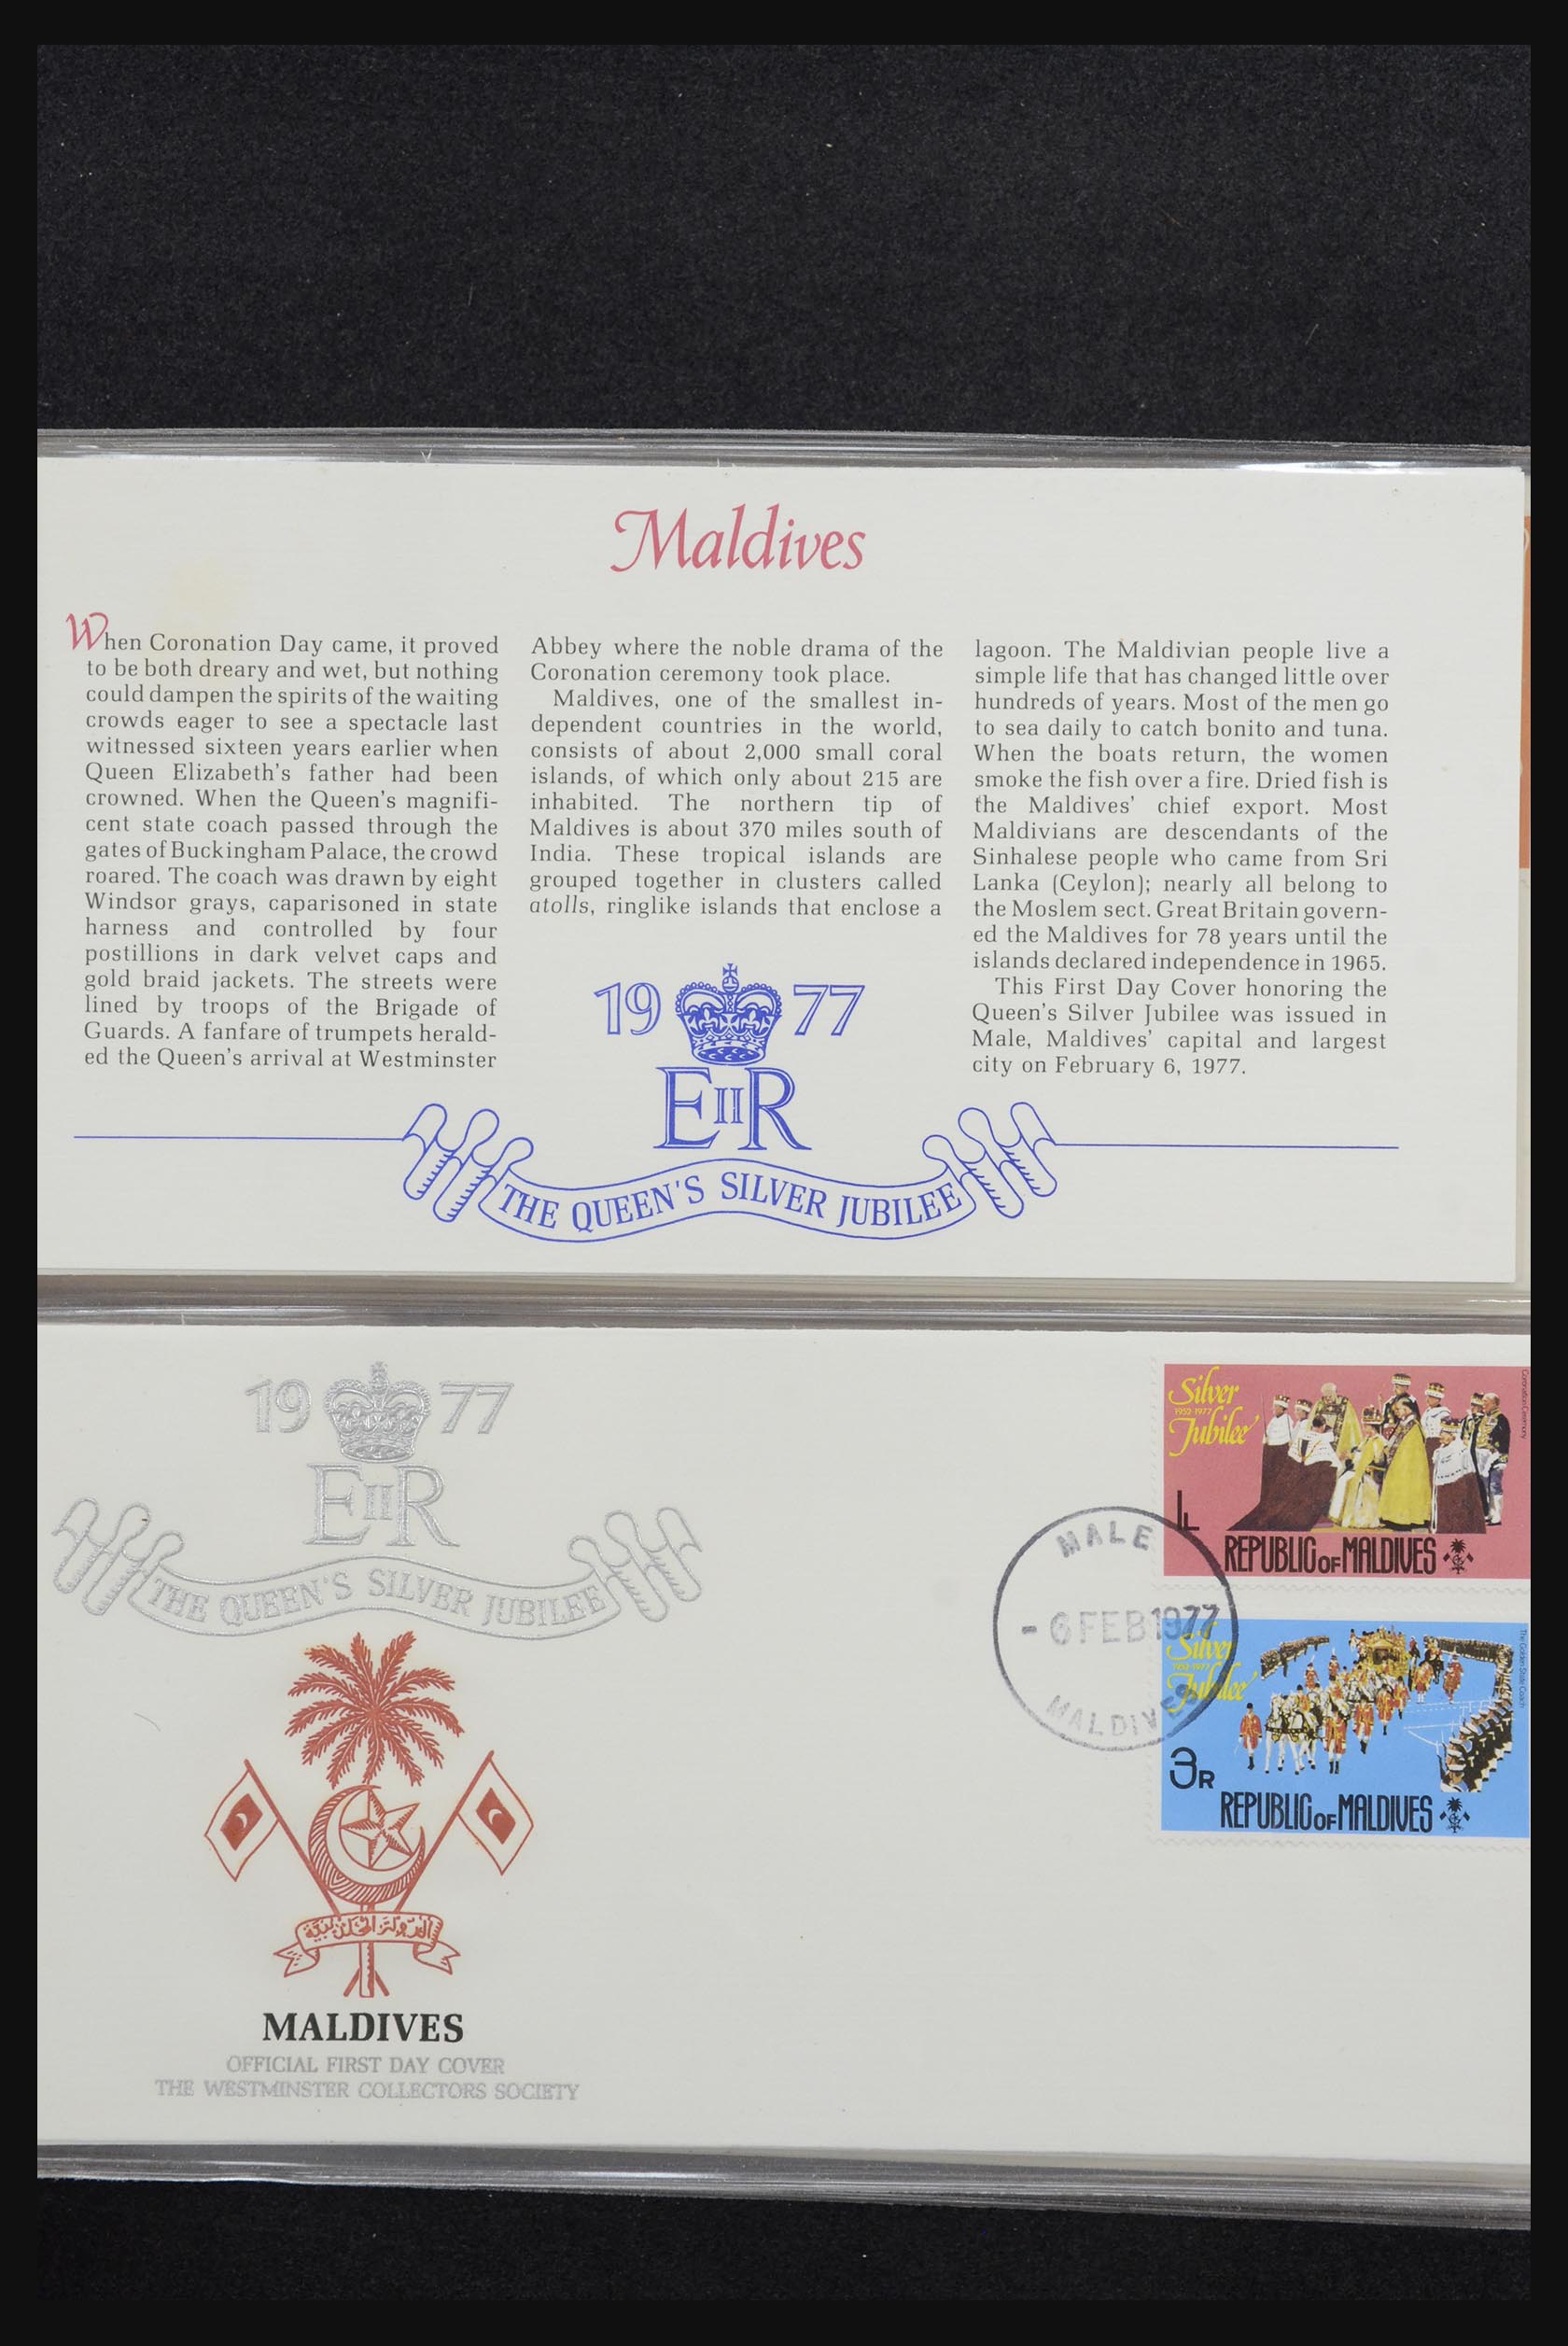 Maldives
When Coronation Day came, it proved
to be both dreary and wet, but nothing
could dampen the spirits of the waiting
crowds eager to see a spectacle last
witnessed sixteen years earlier when
Queen Elizabeth's father had been
crowned. When the Queen's magnifi-
cent state coach passed through the
gates of Buckingham Palace, the crowd
roared. The coach was drawn by eight
Windsor grays, caparisoned in state
harness and controlled by four
postillions in dark velvet caps and
gold braid jackets. The streets were
lined by troops of the Brigade of
Guards. A fanfare of trumpets herald-
ed the Queen's arrival at Westminster
Abbey where the noble drama of the
Coronation ceremony took place.
Maldives, one of the smallest in-
dependent countries in the world,
consists of about 2,000 small coral
islands, of which only about 215 are
inhabited. The northern tip of
Maldives is about 370 miles south of
India. These tropical islands are
grouped together in clusters called
atolls, ringlike islands that enclose a
lagoon. The Maldivian people live a
simple life that has changed little over
hundreds of years. Most of the men go
to sea daily to catch bonito and tuna.
When the boats return, the women
smoke the fish over a fire. Dried fish is
the Maldives' chief export. Most
Maldivians are descendants of the
Sinhalese people who came from Sri
Lanka (Ceylon); nearly all belong to
the Moslem sect. Great Britain govern-
ed the Maldives for 78 years until the
islands declared independence in 1965.
This First Day Cover honoring the
Queen's Silver Jubilee was issued in
Male, Maldives' capital and largest
city on February 6, 1977.
1977
EIIR
THE QUEEN'S SILVER JUBILEE
1977
EIIR
THE QUEEN'S SILVER JUBILEE
الدولة المحلديبية
MALDIVES
OFFICIAL FIRST DAY COVER
THE WESTMINSTER COLLECTORS SOCIETY
Silver
1952-1977
Jubilee
Coronation Ceremony
1L
REPUBLIC OF MALDIVES
MALE
- 6 FEB 1977
MALDIVES
Silver
1952-1977
Jubilee
The Golden State Coach
3R
REPUBLIC OF MALDIVES